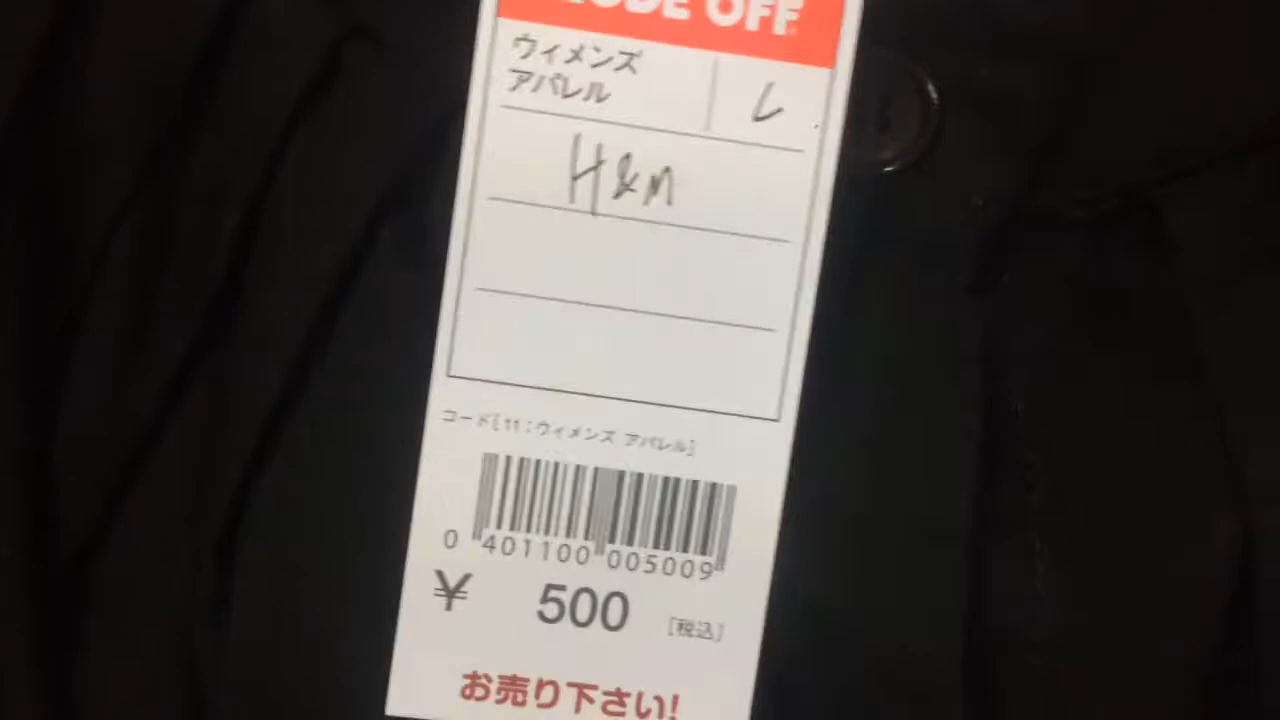 MODE OFF
ウィメンズ
アパレル
L
H&M
コード[11:ウィメンズ アパレル]
0 401100 005009
¥ 500 [税込]
お売り下さい!